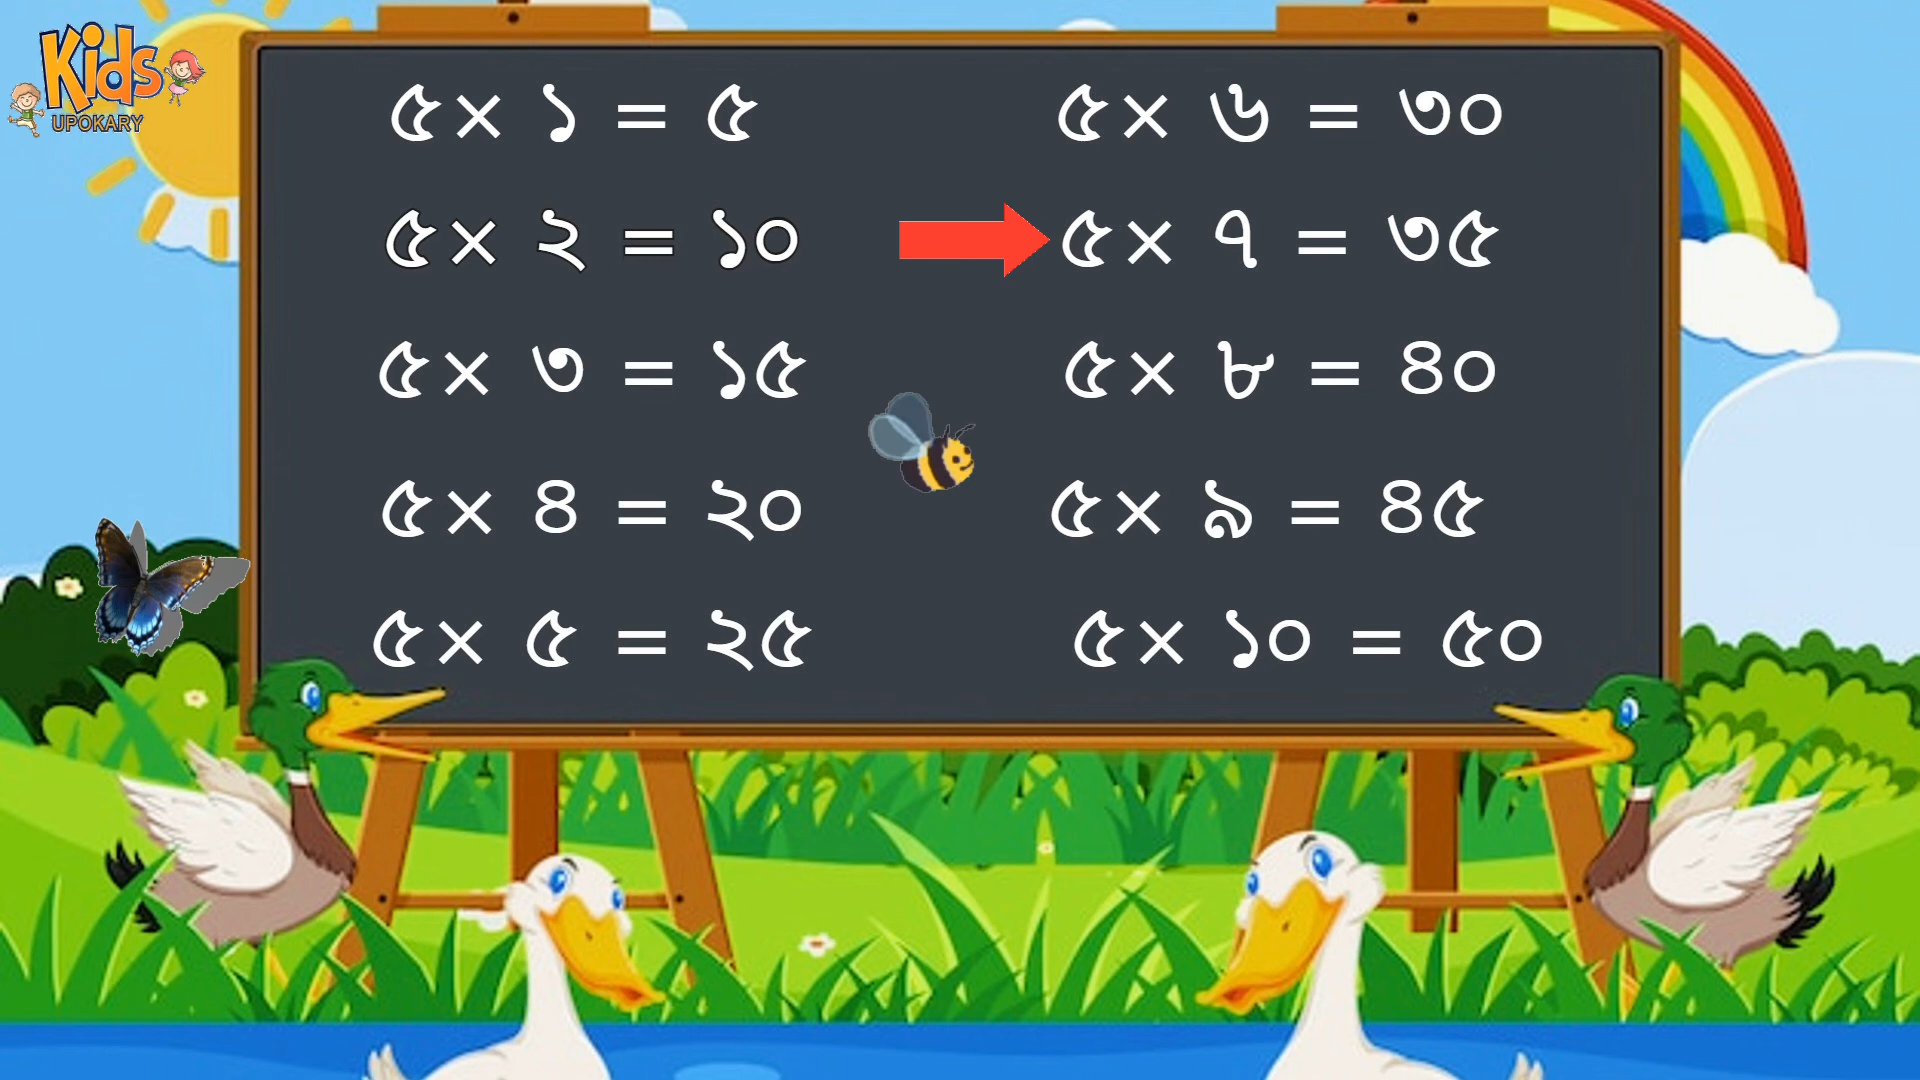 Kids
UPOKARY
৫× ১ = ৫
৫× ২ = ১০
৫× ৩ = ১৫
৫× ৪ = ২০
৫× ৫ = ২৫
৫× ৬ = ৩০
৫× ৭ = ৩৫
৫× ৮ = ৪০
৫× ৯ = ৪৫
৫× ১০ = ৫০